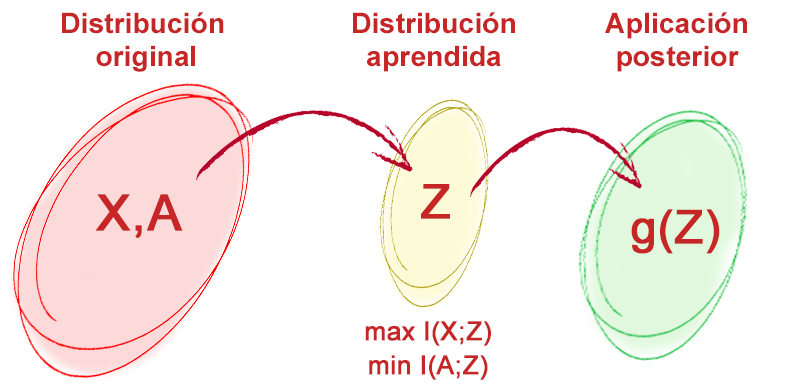 Distribución
original
Distribución
aprendida
Aplicación
posterior
X,A
Z
g(Z)
max I(X;Z)
min I(A;Z)